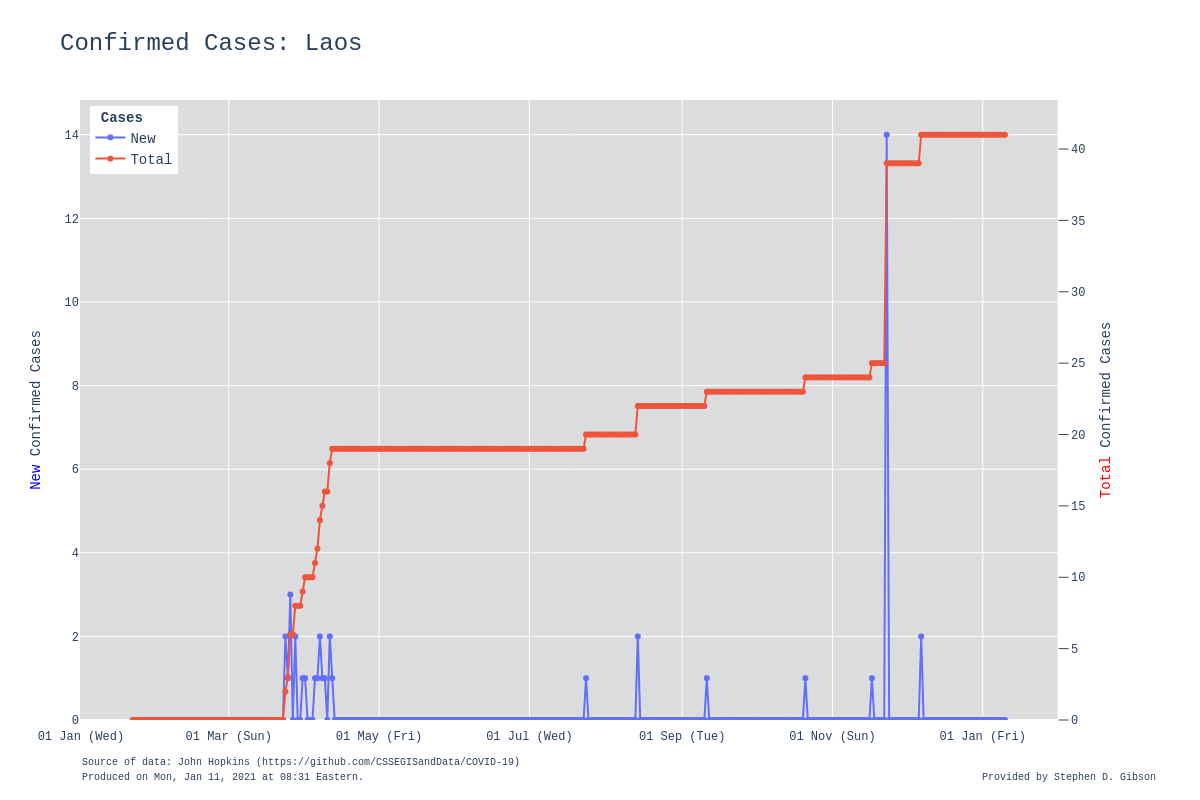 Confirmed Cases: Laos
Cases
New
Total
14
12
10
8
6
4
2
0
New Confirmed Cases
40
35
30
25
20
15
10
5
0
Total Confirmed Cases
01 Jan (Wed) 01 Mar (Sun) 01 May (Fri) 01 Jul (Wed) 01 Sep (Tue) 01 Nov (Sun) 01 Jan (Fri)
Source of data: John Hopkins (https://github.com/CSSEGISandData/COVID-19)
Produced on Mon, Jan 11, 2021 at 08:31 Eastern.
Provided by Stephen D. Gibson